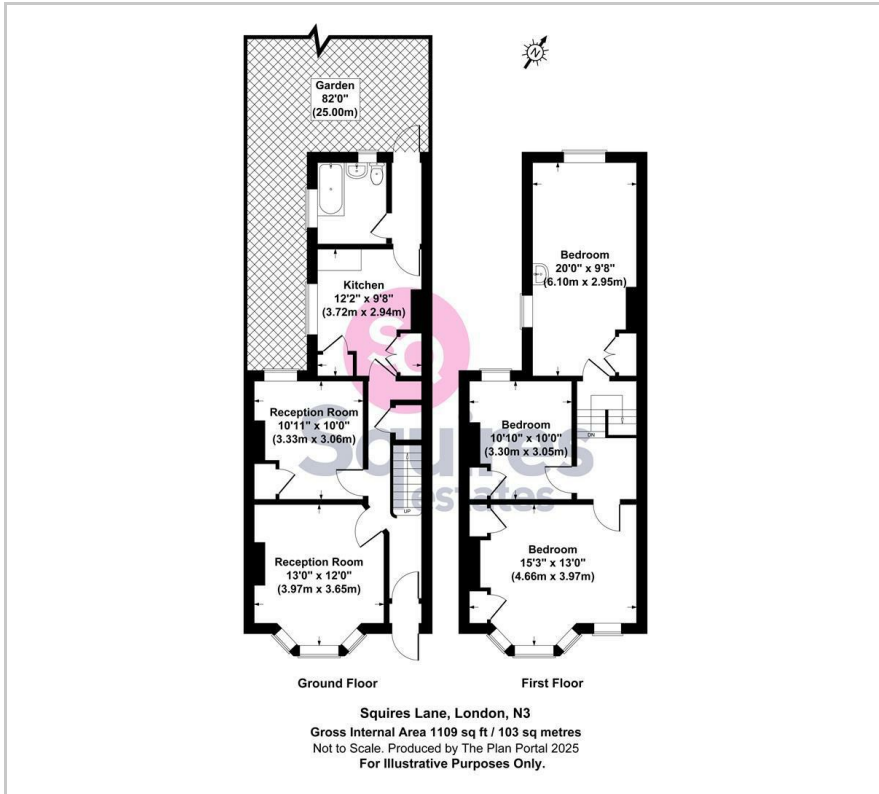 Garden
82'0"
(25.00m)
N
Kitchen
12'2" x 9'8"
(3.72m x 2.94m)
Bedroom
20'0" x 9'8"
(6.10m x 2.95m)
Reception Room
10'11" x 10'0"
(3.33m x 3.06m)
Bedroom
10'10" x 10'0"
(3.30m x 3.05m)
DN
UP
Reception Room
13'0" x 12'0"
(3.97m x 3.65m)
Bedroom
15'3" x 13'0"
(4.66m x 3.97m)
SQ
Squires
estates
Ground Floor
First Floor
Squires Lane, London, N3
Gross Internal Area 1109 sq ft / 103 sq metres
Not to Scale. Produced by The Plan Portal 2025
For Illustrative Purposes Only.